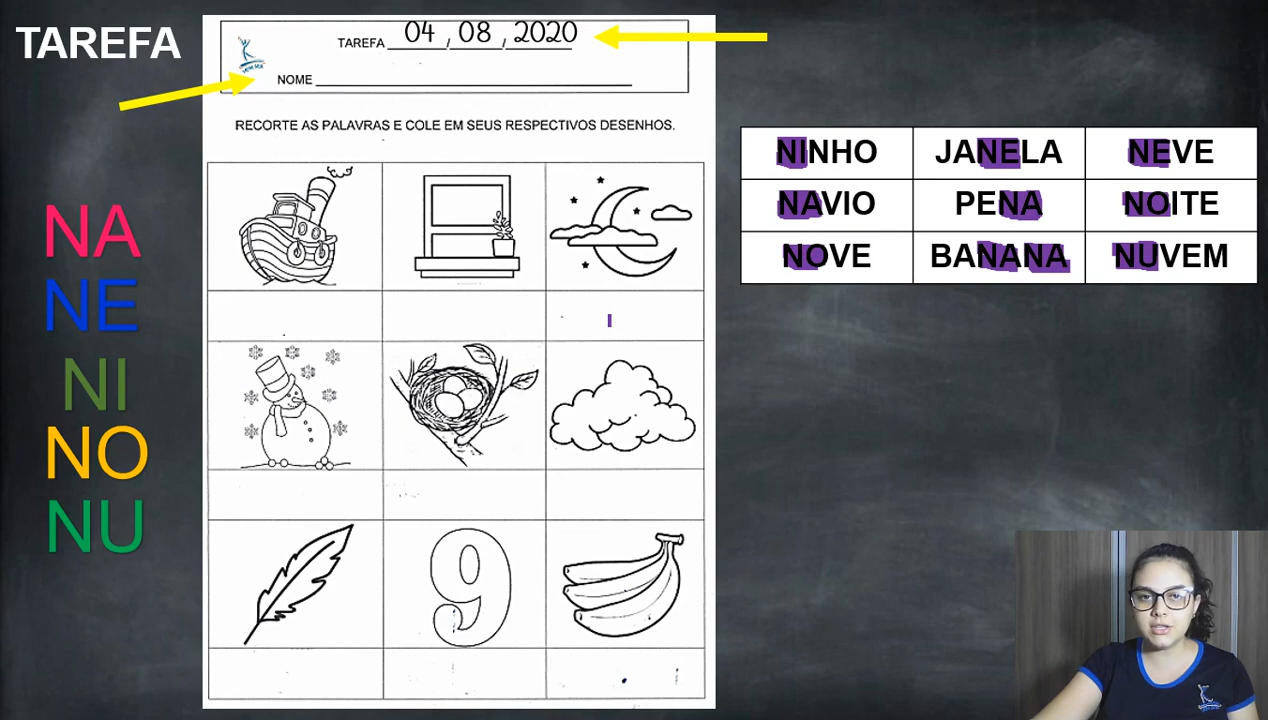 TAREFA
TAREFA 04 / 08 / 2020
NOME
RECORTE AS PALAVRAS E COLE EM SEUS RESPECTIVOS DESENHOS.
NA
NE
NI
NO
NU
9
NINHO JANELA NEVE
NAVIO PENA NOITE
NOVE BANANA NUVEM